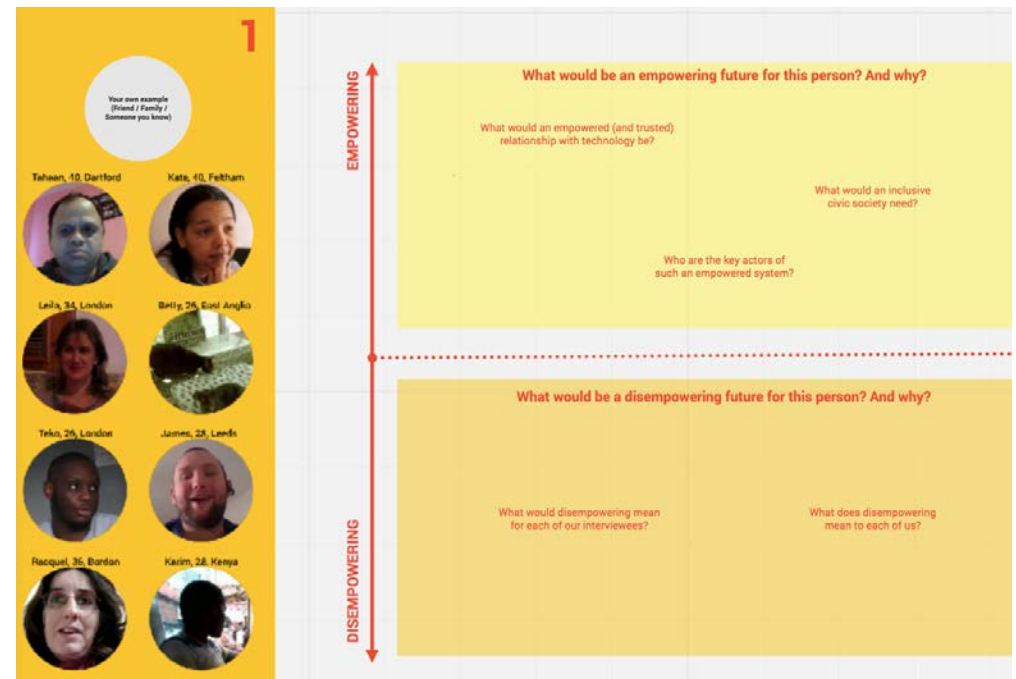 1
Your own example
(Friend / Family /
Someone you know)
Tahsan, 40, Dartford
Kate, 40, Feltham
Leila, 34, London
Betty, 26, East Anglia
Teko, 26, London
James, 28, Leeds
Racquel, 36, Bordon
Karim, 28, Kenya
EMPOWERING
What would be an empowering future for this person? And why?
What would an empowered (and trusted)
relationship with technology be?
What would an inclusive
civic society need?
Who are the key actors of
such an empowered system?
DISEMPOWERING
What would be a disempowering future for this person? And why?
What would disempowering mean
for each of our interviewees?
What does disempowering
mean to each of us?